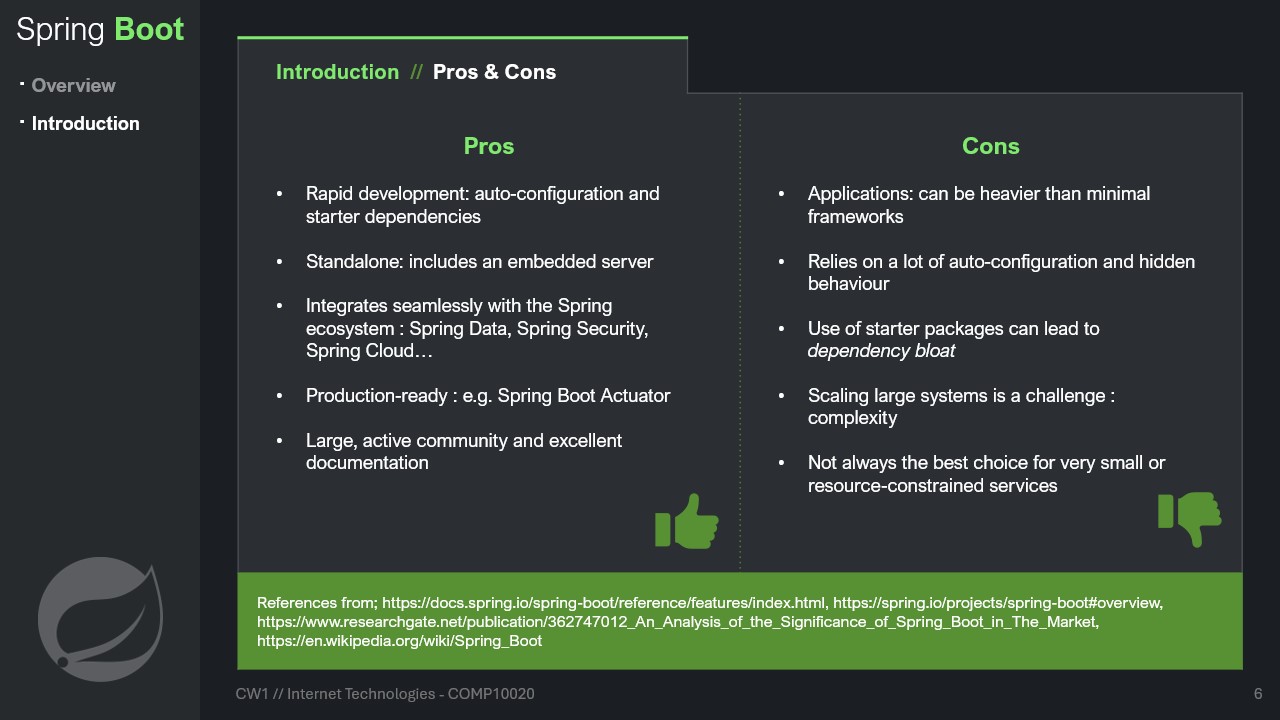 Spring Boot
· Overview
· Introduction
Introduction // Pros & Cons
Pros
• Rapid development: auto-configuration and
starter dependencies
• Standalone: includes an embedded server
• Integrates seamlessly with the Spring
ecosystem : Spring Data, Spring Security,
Spring Cloud…
• Production-ready : e.g. Spring Boot Actuator
• Large, active community and excellent
documentation
Cons
• Applications: can be heavier than minimal
frameworks
• Relies on a lot of auto-configuration and hidden
behaviour
• Use of starter packages can lead to
dependency bloat
• Scaling large systems is a challenge :
complexity
• Not always the best choice for very small or
resource-constrained services
References from; https://docs.spring.io/spring-boot/reference/features/index.html, https://spring.io/projects/spring-boot#overview,
https://www.researchgate.net/publication/362747012_An_Analysis_of_the_Significance_of_Spring_Boot_in_The_Market,
https://en.wikipedia.org/wiki/Spring_Boot
CW1 // Internet Technologies - COMP10020
6